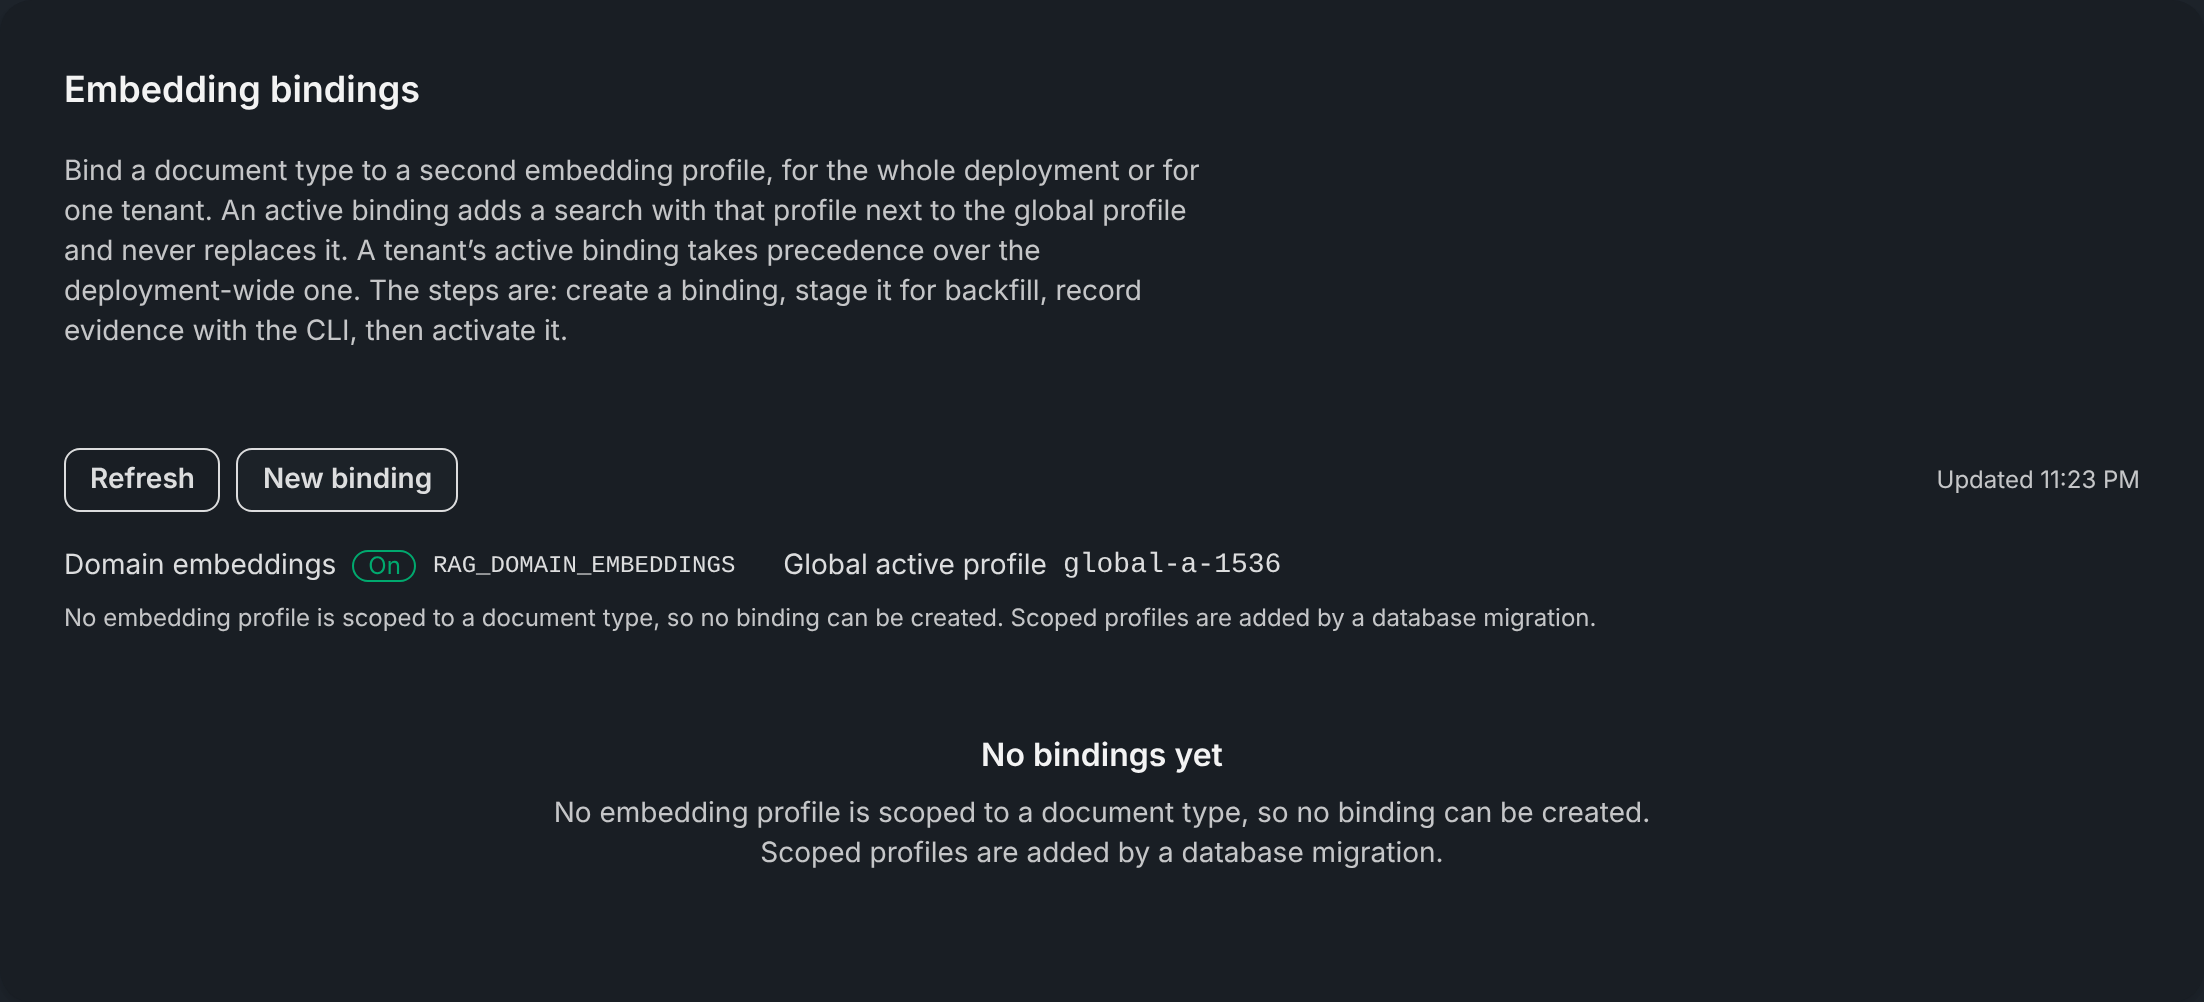 Embedding bindings
Bind a document type to a second embedding profile, for the whole deployment or for
one tenant. An active binding adds a search with that profile next to the global profile
and never replaces it. A tenant’s active binding takes precedence over the
deployment-wide one. The steps are: create a binding, stage it for backfill, record
evidence with the CLI, then activate it.
Refresh New binding Updated 11:23 PM
Domain embeddings On RAG_DOMAIN_EMBEDDINGS Global active profile global-a-1536
No embedding profile is scoped to a document type, so no binding can be created. Scoped profiles are added by a database migration.
No bindings yet
No embedding profile is scoped to a document type, so no binding can be created.
Scoped profiles are added by a database migration.